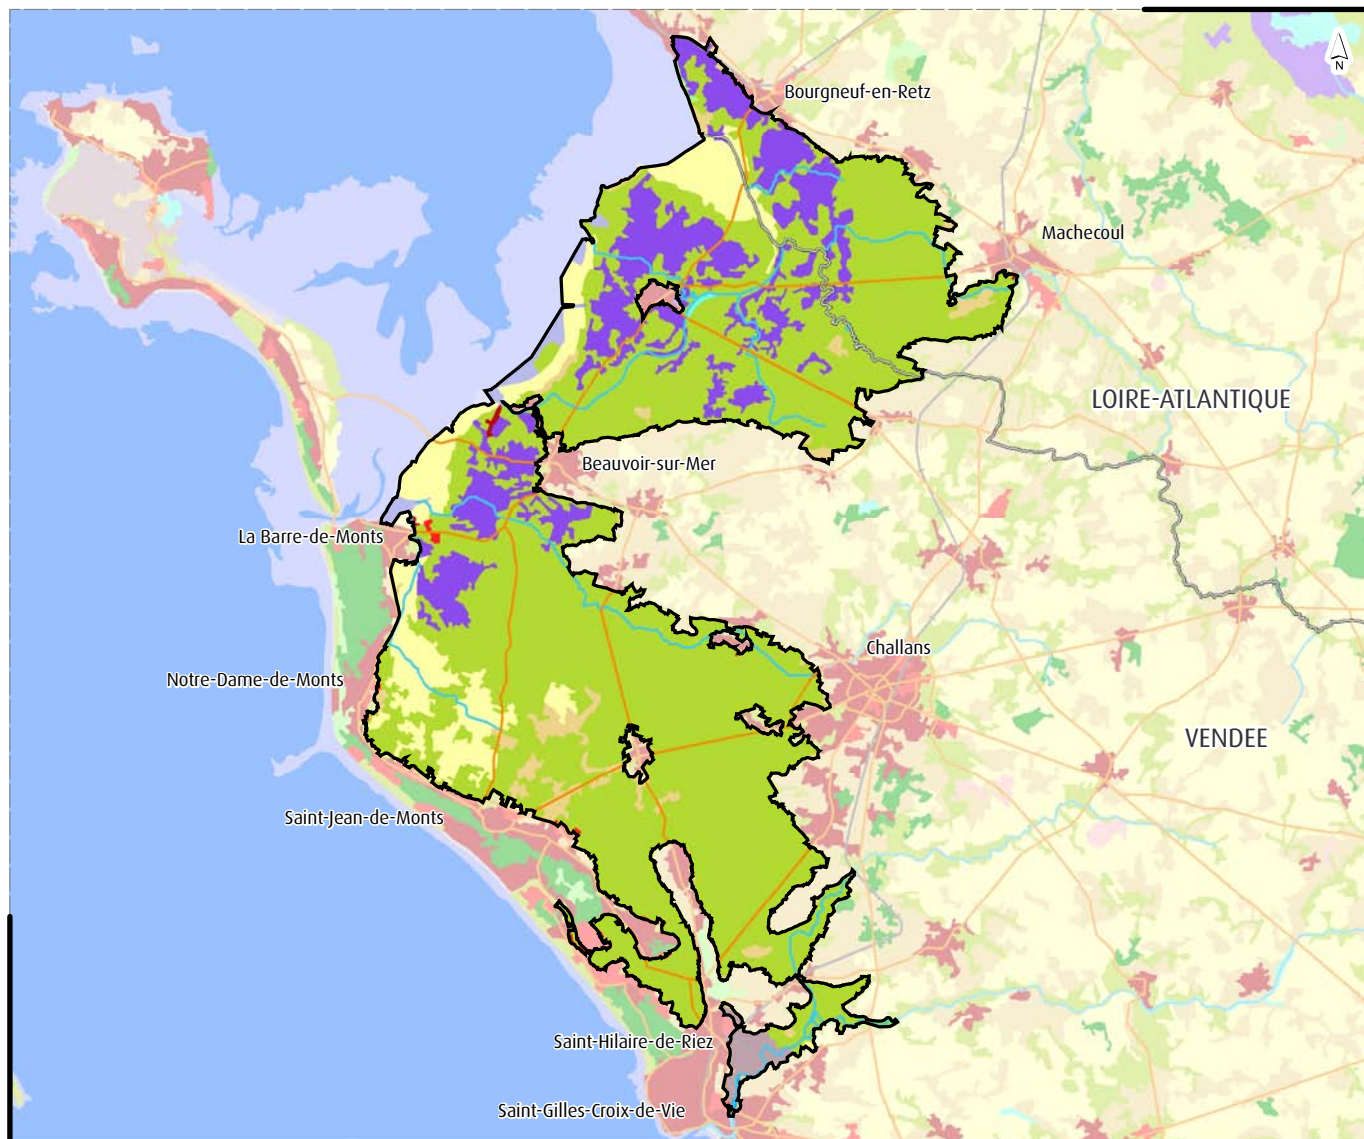 N
Bourgneuf-en-Retz
Machecoul
LOIRE-ATLANTIQUE
Beauvoir-sur-Mer
La Barre-de-Monts
Challans
Notre-Dame-de-Monts
VENDEE
Saint-Jean-de-Monts
Saint-Hilaire-de-Riez
Saint-Gilles-Croix-de-Vie